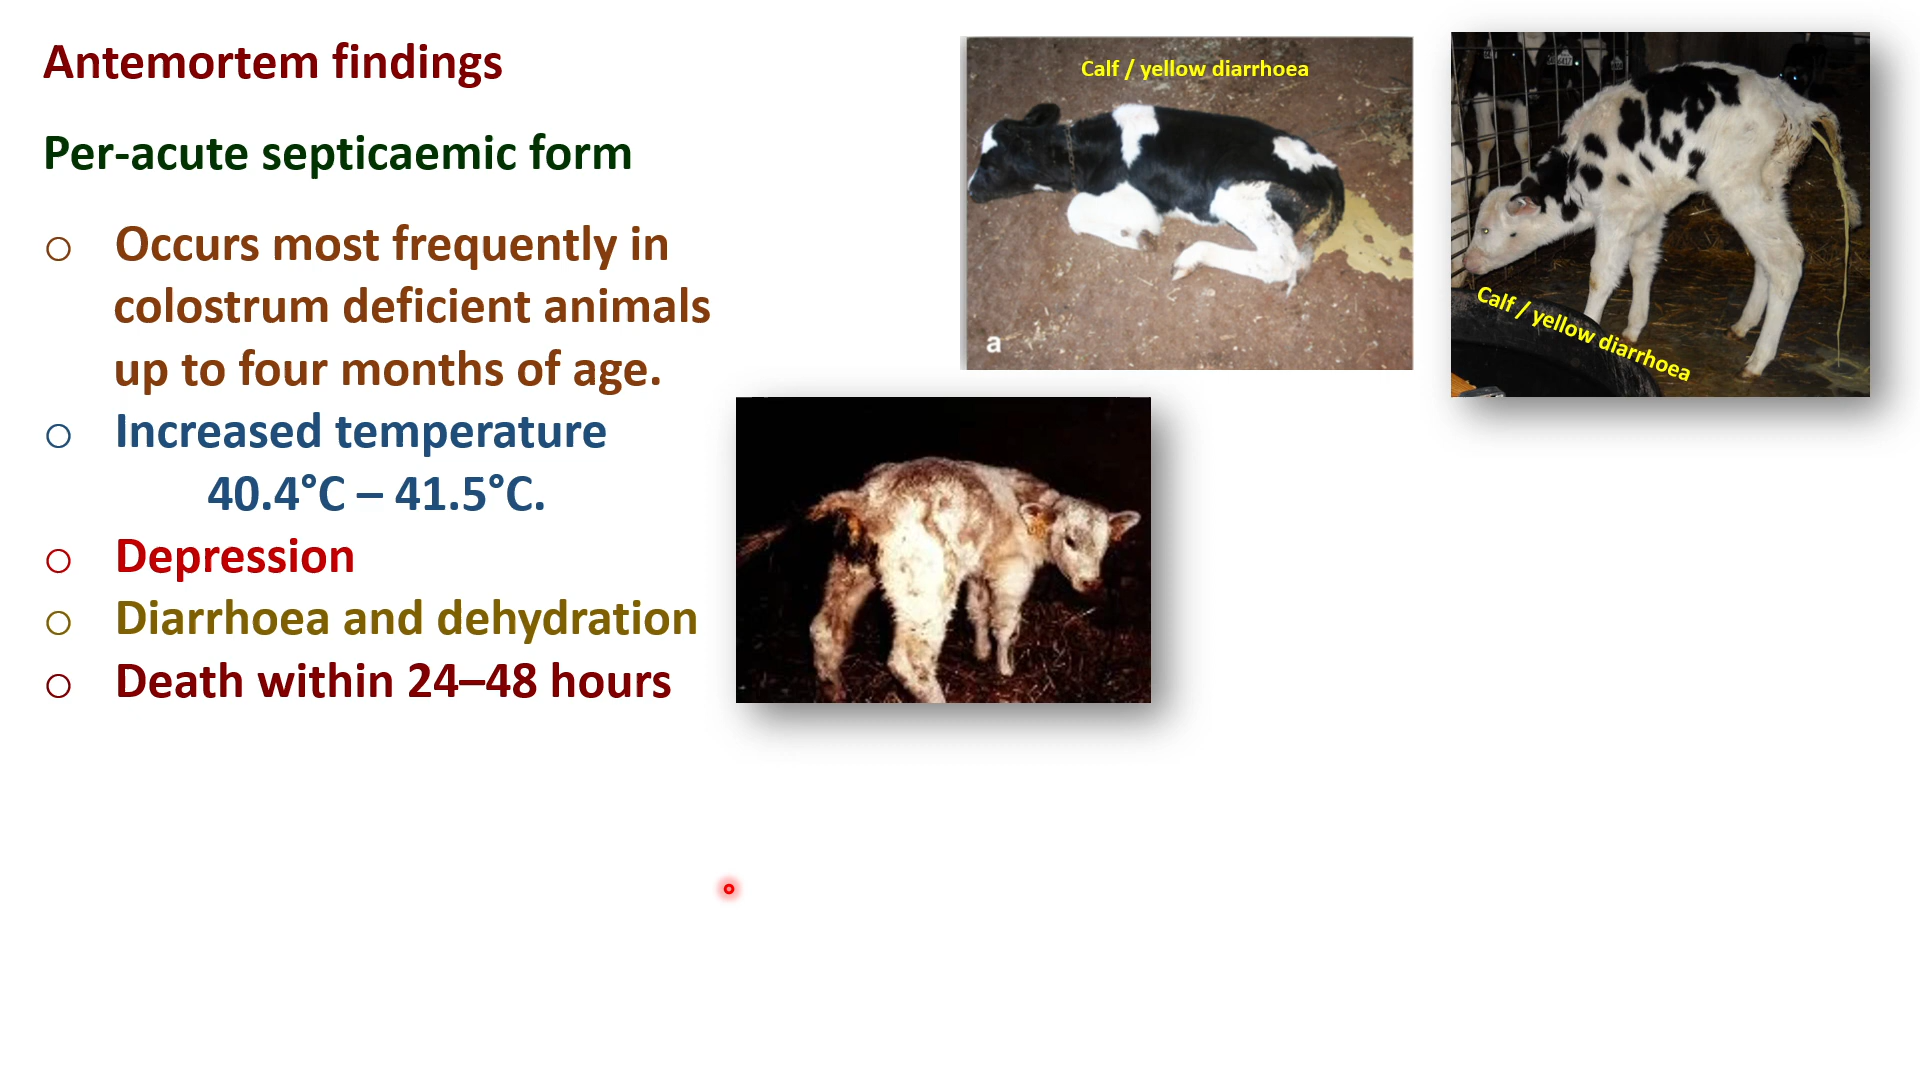 Antemortem findings
Per-acute septicaemic form
○ Occurs most frequently in
colostrum deficient animals
up to four months of age.
○ Increased temperature
40.4°C – 41.5°C.
○ Depression
○ Diarrhoea and dehydration
○ Death within 24–48 hours
Calf / yellow diarrhoea
a
Calf / yellow diarrhoea